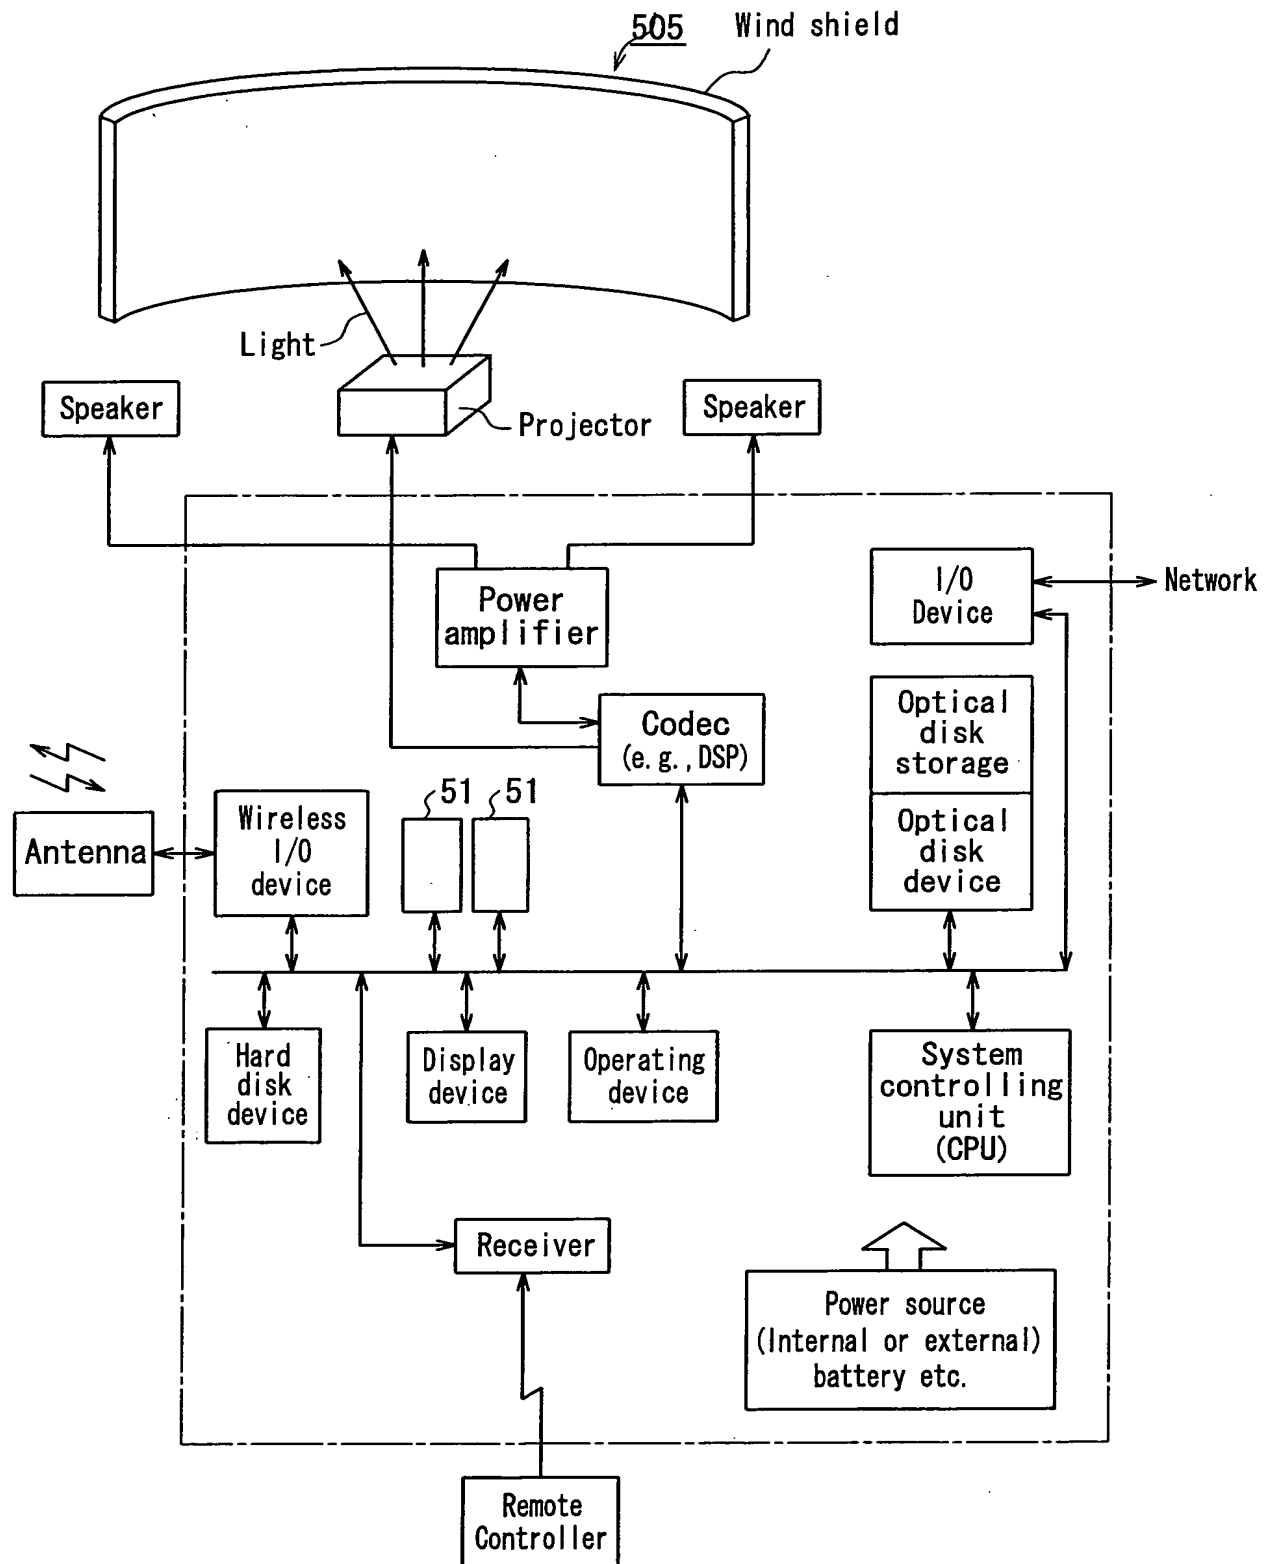 505
Wind shield
Light
Speaker
Projector
Speaker
Power
amplifier
I/O
Device
Network
Codec
(e.g.,DSP)
Optical
disk
storage
Optical
disk
device
51
51
Wireless
I/O
device
Antenna
Hard
disk
device
Display
device
Operating
device
System
controlling
unit
(CPU)
Receiver
Power source
(Internal or external)
battery etc.
Remote
Controller